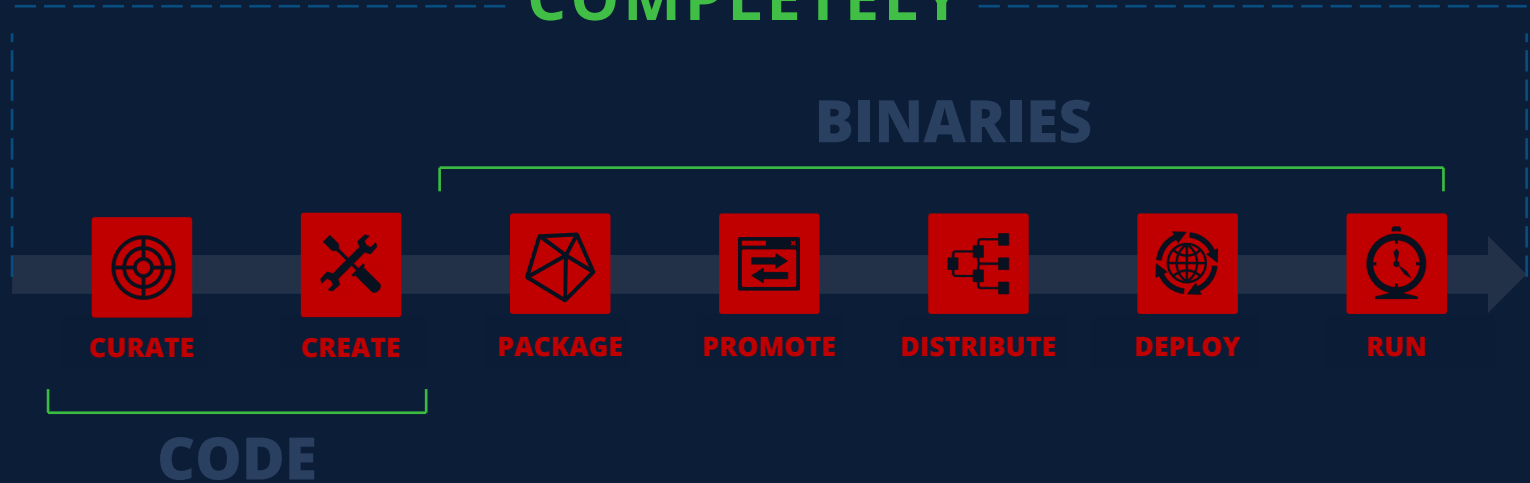 COMPLETELY
BINARIES
CURATE
CREATE
PACKAGE
PROMOTE
DISTRIBUTE
DEPLOY
RUN
CODE